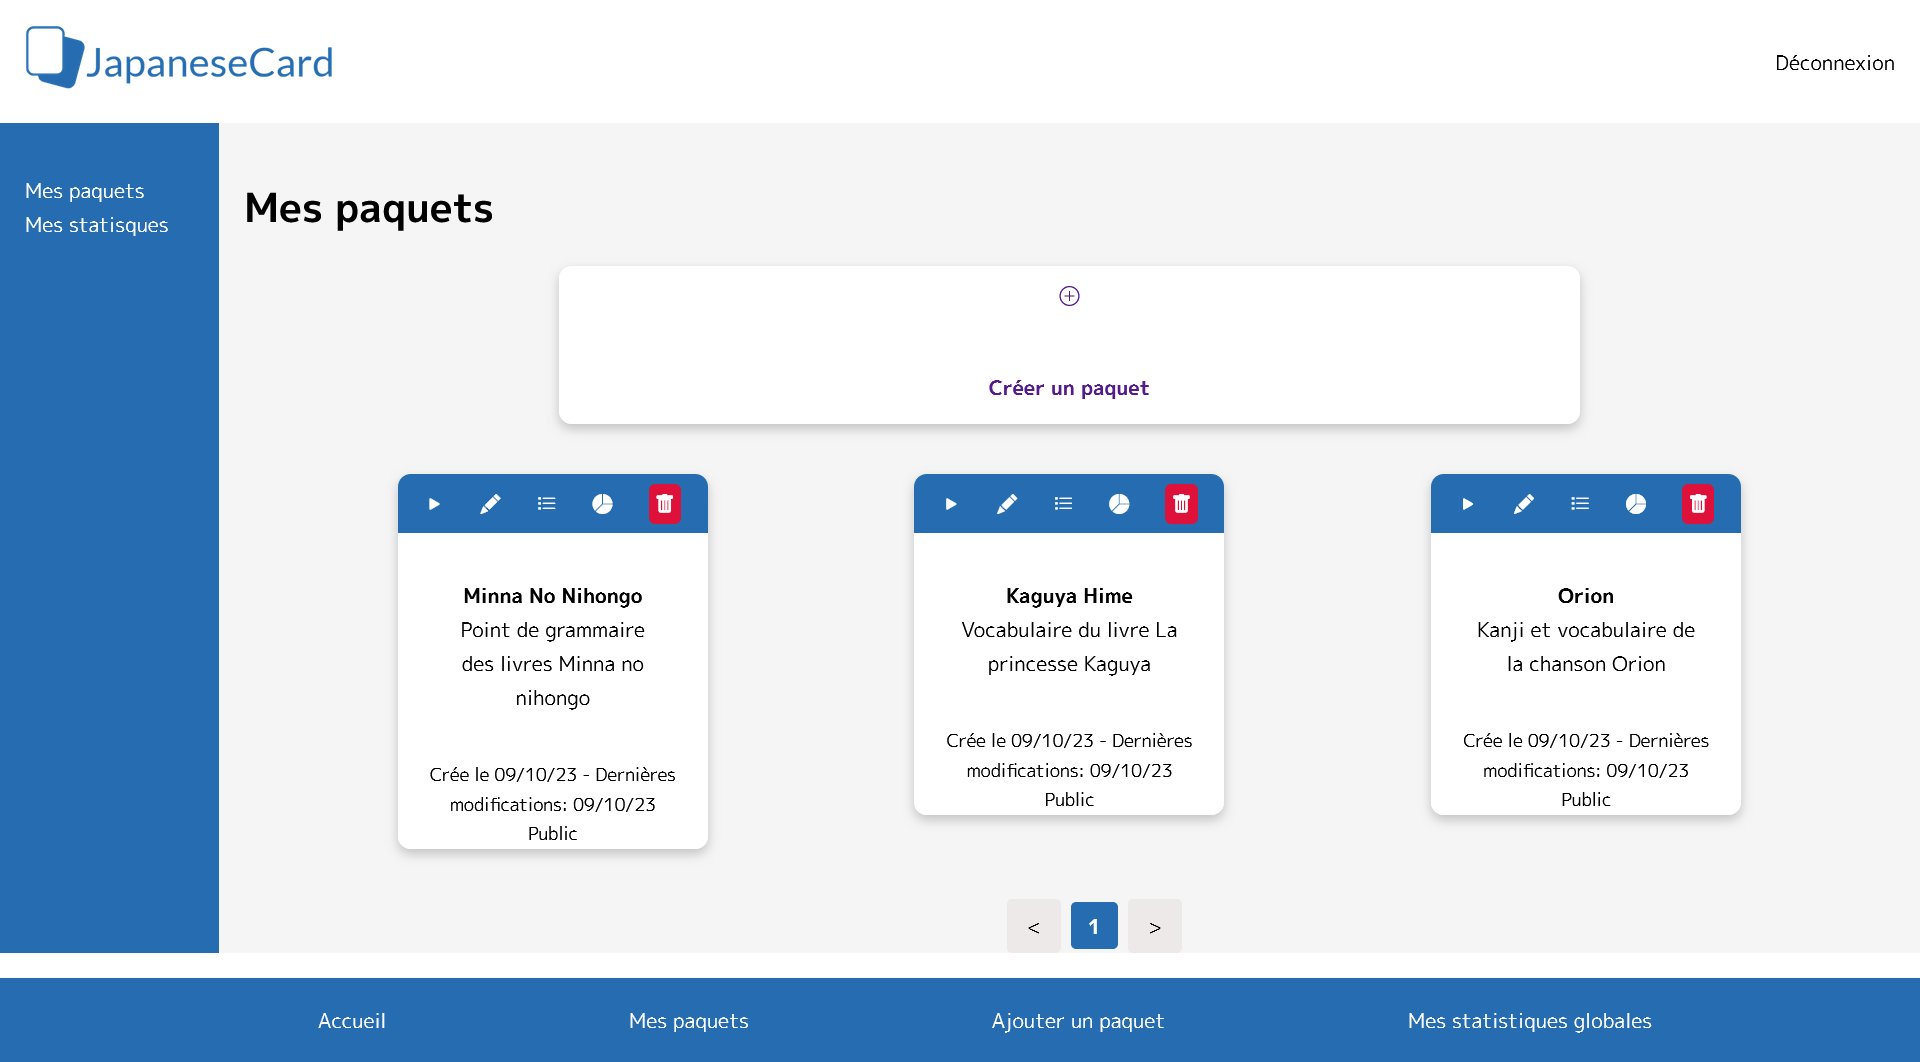 JapaneseCard
Déconnexion
Mes paquets
Mes statisques
Mes paquets
Créer un paquet
Minna No Nihongo
Point de grammaire
des livres Minna no
nihongo
Crée le 09/10/23 - Dernières
modifications: 09/10/23
Public
Kaguya Hime
Vocabulaire du livre La
princesse Kaguya
Crée le 09/10/23 - Dernières
modifications: 09/10/23
Public
Orion
Kanji et vocabulaire de
la chanson Orion
Crée le 09/10/23 - Dernières
modifications: 09/10/23
Public
< 1 >
Accueil
Mes paquets
Ajouter un paquet
Mes statistiques globales